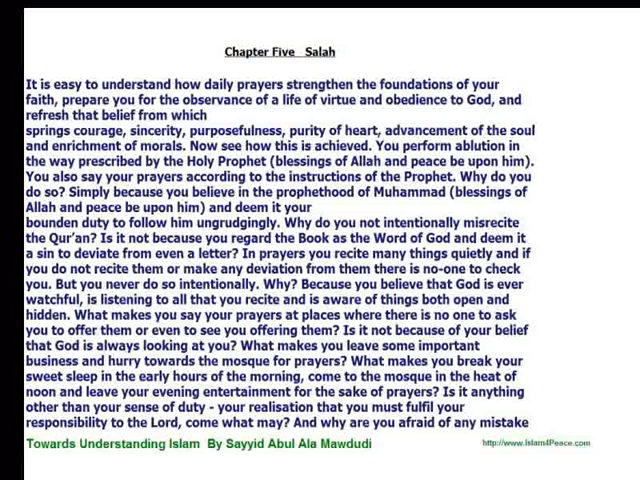 Chapter Five   Salah
It is easy to understand how daily prayers strengthen the foundations of your
faith, prepare you for the observance of a life of virtue and obedience to God, and
refresh that belief from which
springs courage, sincerity, purposefulness, purity of heart, advancement of the soul
and enrichment of morals. Now see how this is achieved. You perform ablution in
the way prescribed by the Holy Prophet (blessings of Allah and peace be upon him).
You also say your prayers according to the instructions of the Prophet. Why do you
do so? Simply because you believe in the prophethood of Muhammad (blessings of
Allah and peace be upon him) and deem it your
bounden duty to follow him ungrudgingly. Why do you not intentionally misrecite
the Qur'an? Is it not because you regard the Book as the Word of God and deem it
a sin to deviate from even a letter? In prayers you recite many things quietly and if
you do not recite them or make any deviation from them there is no-one to check
you. But you never do so intentionally. Why? Because you believe that God is ever
watchful, is listening to all that you recite and is aware of things both open and
hidden. What makes you say your prayers at places where there is no one to ask
you to offer them or even to see you offering them? Is it not because of your belief
that God is always looking at you? What makes you leave some important
business and hurry towards the mosque for prayers? What makes you break your
sweet sleep in the early hours of the morning, come to the mosque in the heat of
noon and leave your evening entertainment for the sake of prayers? Is it anything
other than your sense of duty - your realisation that you must fulfil your
responsibility to the Lord, come what may? And why are you afraid of any mistake
Towards Understanding Islam  By Sayyid Abul Ala Mawdudi
http://www.Islam4Peace.com